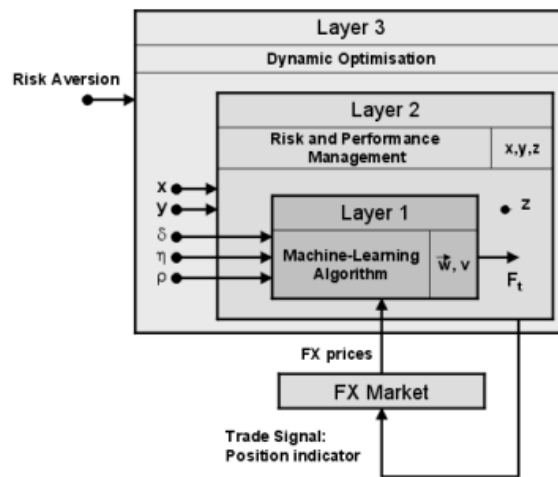 Layer 3
Dynamic Optimisation
Risk Aversion
Layer 2
Risk and Performance
Management
x,y,z
x
y
z
Layer 1
δ
η
ρ
Machine-Learning
Algorithm
w, v
F t
FX prices
FX Market
Trade Signal:
Position indicator